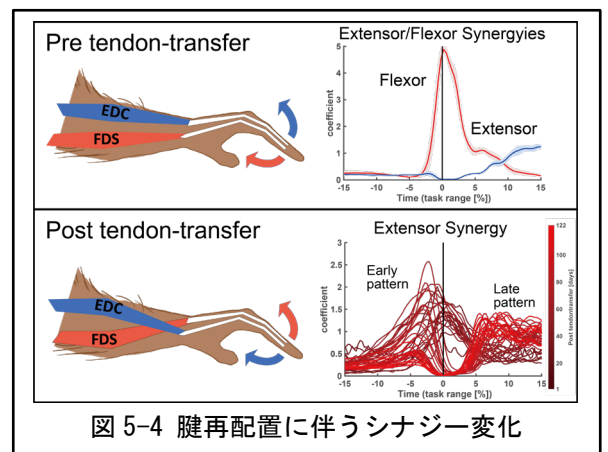 Pre tendon-transfer
EDC
FDS
Extensor/Flexor Synergyies
Flexor
Extensor
coefficient
5
4
3
2
1
0
-15 -10 -5 0 5 10 15
Time (task range [%])
Post tendon-transfer
EDC
FDS
Extensor Synergy
Early
pattern
Late
pattern
coefficient
3
2.5
2
1.5
1
0.5
0
-15 -10 -5 0 5 10 15
Time (task range [%])
122
100
80
60
40
20
1
Post tendontransfer [days]
図 5-4 腱再配置に伴うシナジー変化